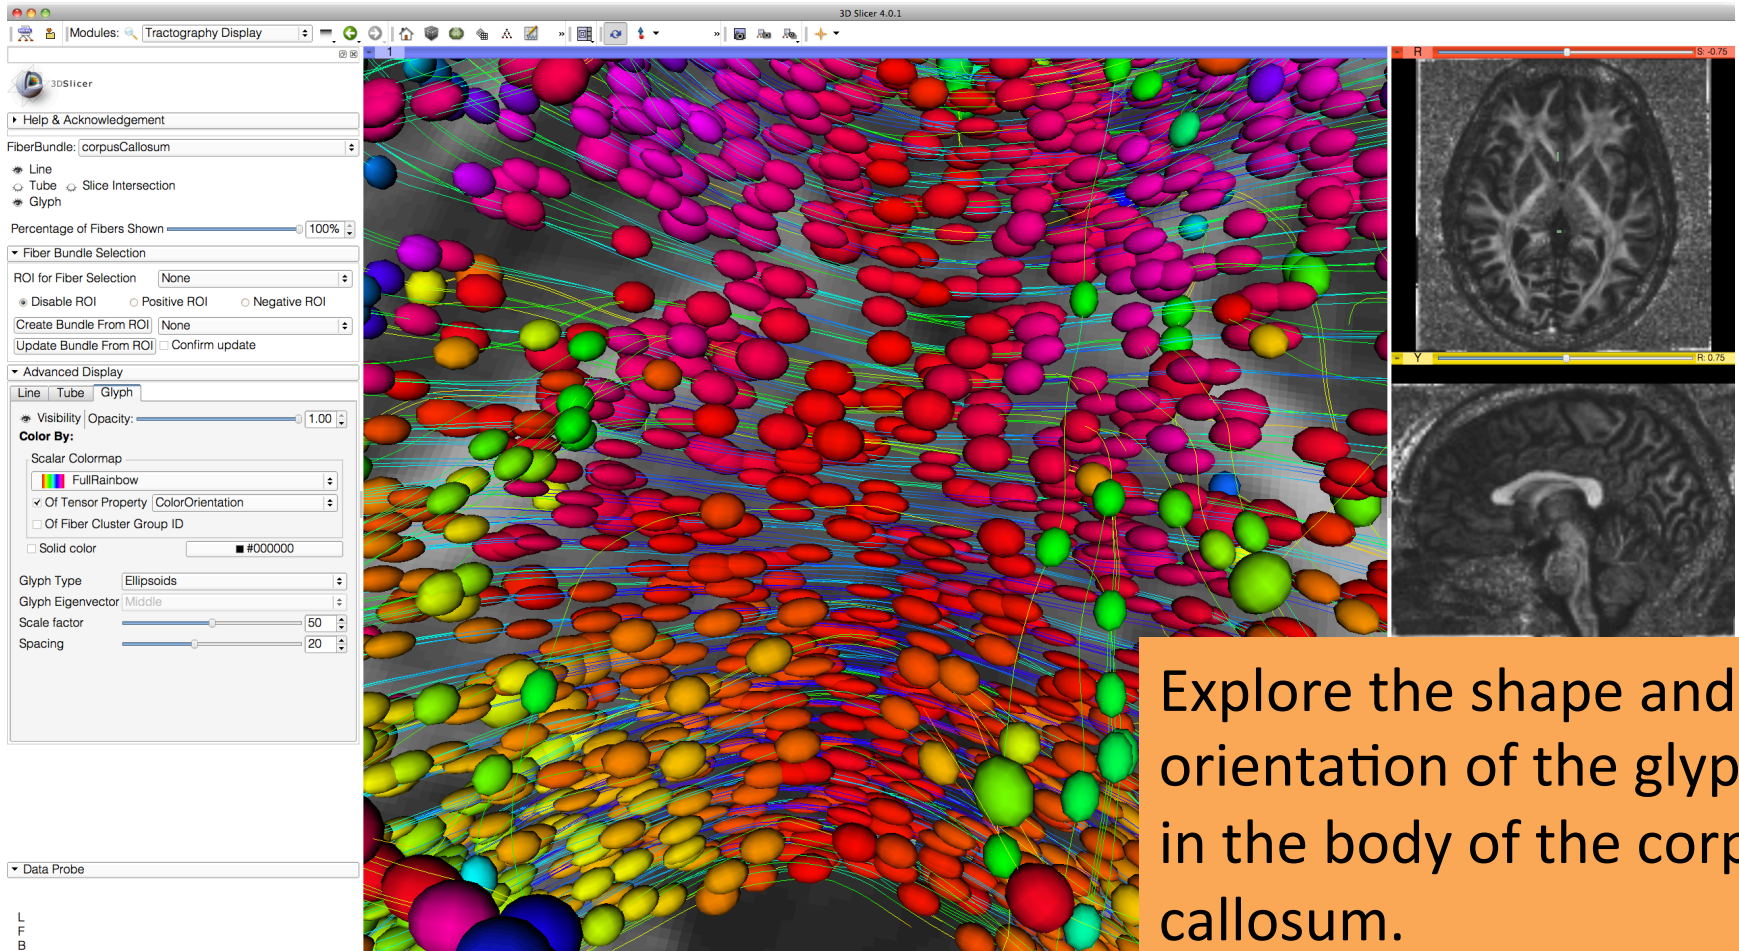 3D Slicer 4.0.1
Modules: Tractography Display
3DSlicer
Help & Acknowledgement
FiberBundle: corpusCallosum
Line
Tube Slice Intersection
Glyph
Percentage of Fibers Shown 100%
Fiber Bundle Selection
ROI for Fiber Selection None
Disable ROI Positive ROI Negative ROI
Create Bundle From ROI None
Update Bundle From ROI Confirm update
Advanced Display
Line Tube Glyph
Visibility Opacity: 1.00
Color By:
Scalar Colormap
FullRainbow
Of Tensor Property ColorOrientation
Of Fiber Cluster Group ID
Solid color #000000
Glyph Type Ellipsoids
Glyph Eigenvector Middle
Scale factor 50
Spacing 20
Data Probe
L
F
B
1
R S: -0.75
Y R: 0.75
Explore the shape and
orientation of the glyp
in the body of the corp
callosum.